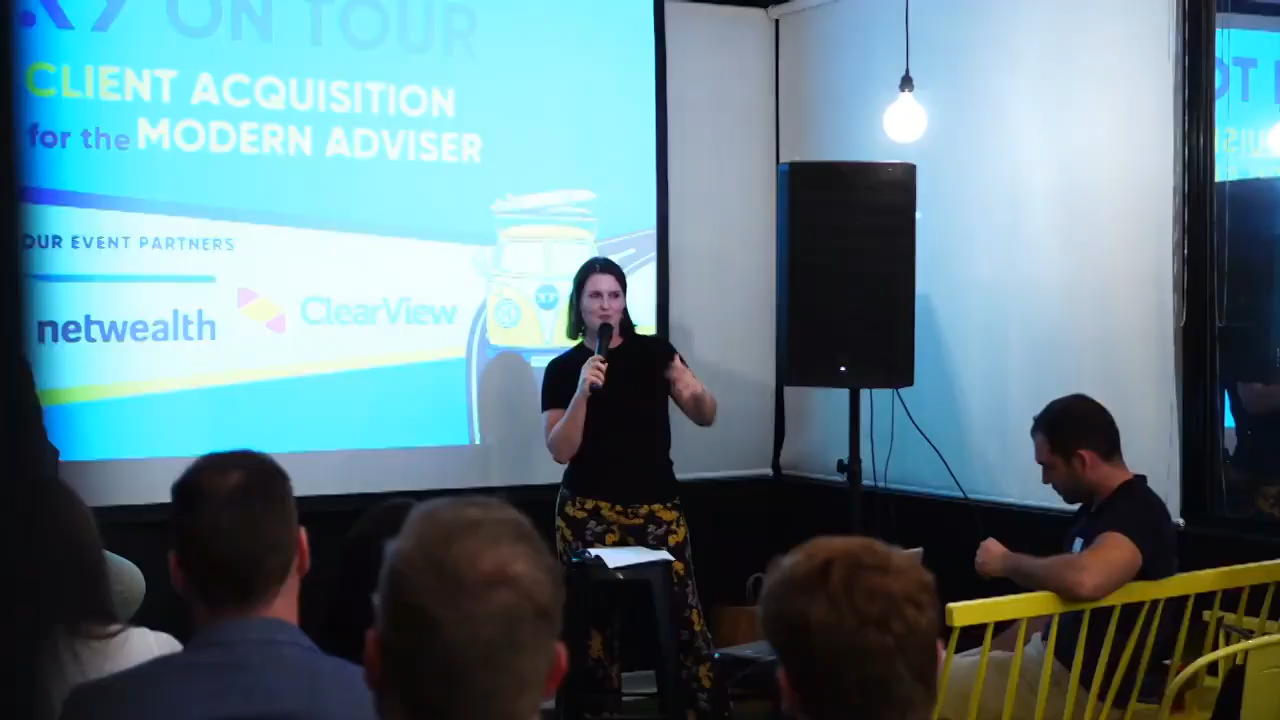 ON TOUR
CLIENT ACQUISITION
for the MODERN ADVISER
OUR EVENT PARTNERS
netwealth ClearView